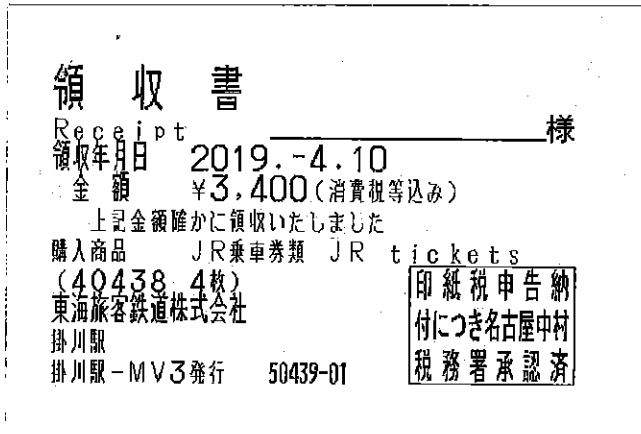 領収書
Receipt 様
領収年月日 2019.-4.10
金額 ¥3,400(消費税等込み)
上記金額確かに領収いたしました
購入商品 JR乗車券類 JR tickets
(40438 4枚)
東海旅客鉄道株式会社
掛川駅
掛川駅-MV3発行 50439-01
印紙税申告納
付につき名古屋中村
税務署承認済